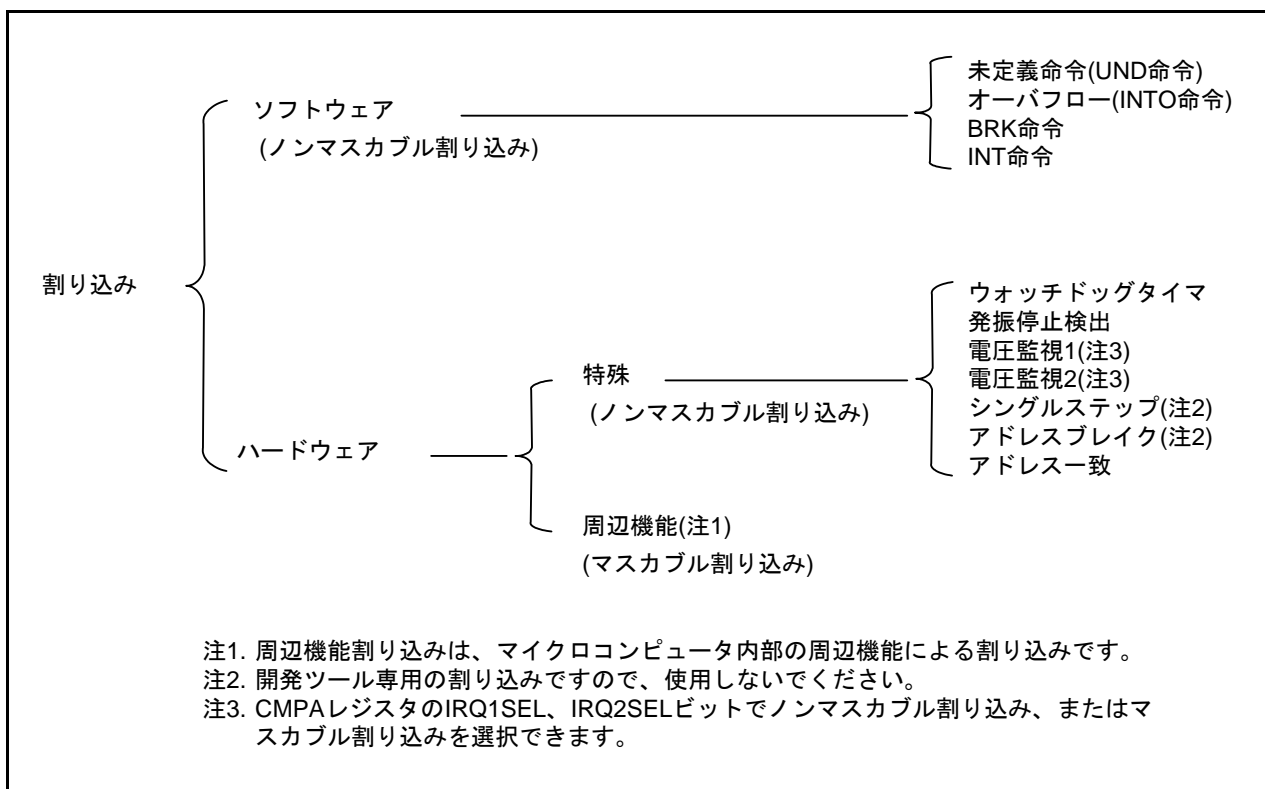 未定義命令(UND命令)
オーバフロー(INTO命令)
BRK命令
INT命令
ソフトウェア
(ノンマスカブル割り込み)
割り込み
ウォッチドッグタイマ
発振停止検出
電圧監視1(注3)
電圧監視2(注3)
シングルステップ(注2)
アドレスブレイク(注2)
アドレス一致
特殊
(ノンマスカブル割り込み)
ハードウェア
周辺機能(注1)
(マスカブル割り込み)
注1. 周辺機能割り込みは、マイクロコンピュータ内部の周辺機能による割り込みです。
注2. 開発ツール専用の割り込みですので、使用しないでください。
注3. CMPAレジスタのIRQ1SEL、IRQ2SELビットでノンマスカブル割り込み、またはマ
スカブル割り込みを選択できます。